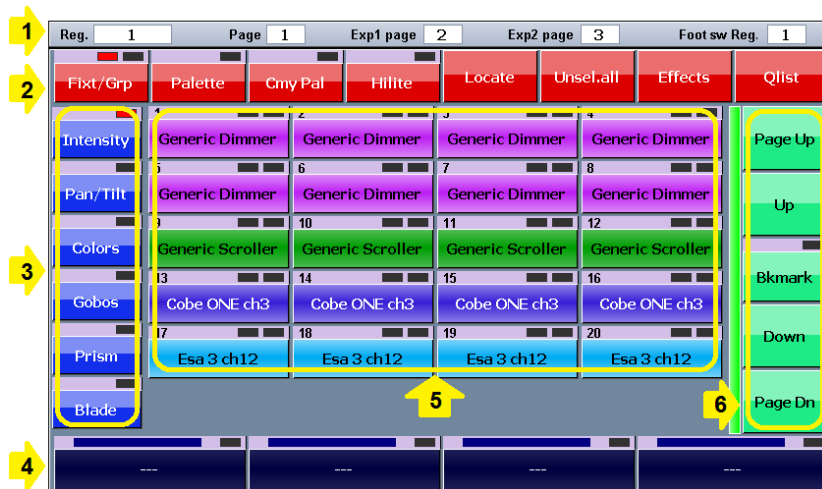 1 Reg. 1 Page 1 Exp1 page 2 Exp2 page 3 Foot sw Reg. 1
2 Fixt/Grp Palette Cmy Pal Hilite Locate Unsel.all Effects Qlist
1 2 3 4
Intensity Generic Dimmer Generic Dimmer Generic Dimmer Generic Dimmer Page Up
5 6 7 8
Pan/Tilt Generic Dimmer Generic Dimmer Generic Dimmer Generic Dimmer Up
9 10 11 12
Colors Generic Scroller Generic Scroller Generic Scroller Generic Scroller
3
13 14 15 16 Bkmark
Gobos Cobe ONE ch3 Cobe ONE ch3 Cobe ONE ch3 Cobe ONE ch3
17 18 19 20 Down
Prism Esa 3 ch12 Esa 3 ch12 Esa 3 ch12 Esa 3 ch12
Blade 5 6 Page Dn
4 --- --- --- ---